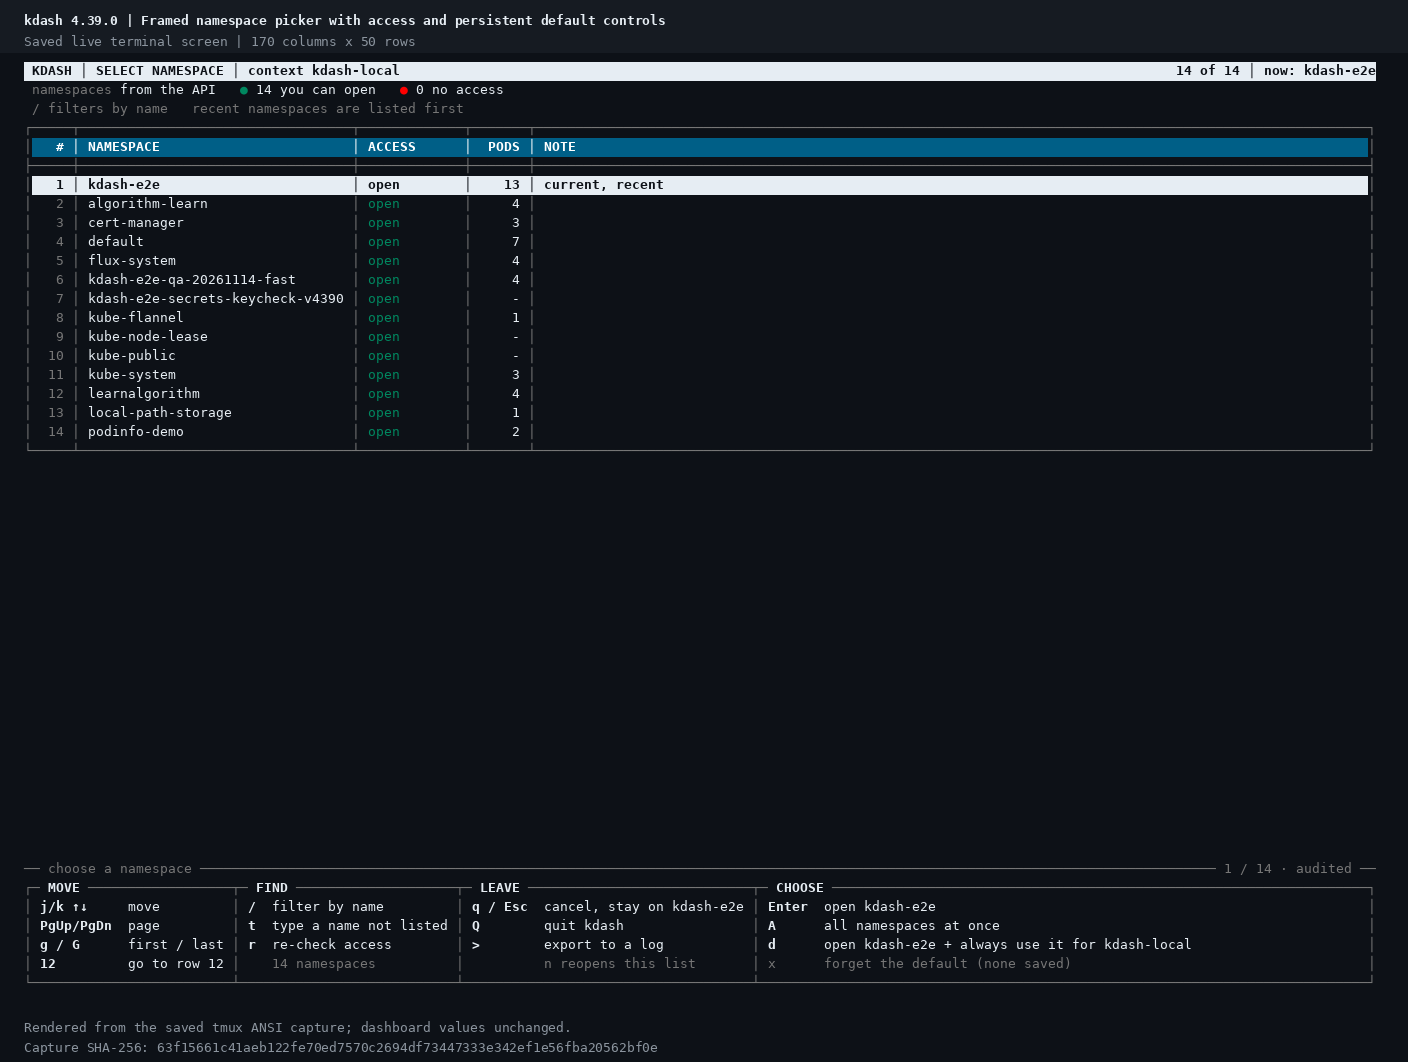 kdash 4.39.0 | Framed namespace picker with access and persistent default controls
Saved live terminal screen | 170 columns x 50 rows
KDASH │ SELECT NAMESPACE │ context kdash-local 14 of 14 │ now: kdash-e2e
namespaces from the API ● 14 you can open ● 0 no access
/ filters by name recent namespaces are listed first
# │ NAMESPACE │ ACCESS │ PODS │ NOTE
1 │ kdash-e2e │ open │ 13 │ current, recent
2 │ algorithm-learn │ open │ 4 │
3 │ cert-manager │ open │ 3 │
4 │ default │ open │ 7 │
5 │ flux-system │ open │ 4 │
6 │ kdash-e2e-qa-20261114-fast │ open │ 4 │
7 │ kdash-e2e-secrets-keycheck-v4390 │ open │ - │
8 │ kube-flannel │ open │ 1 │
9 │ kube-node-lease │ open │ - │
10 │ kube-public │ open │ - │
11 │ kube-system │ open │ 3 │
12 │ learnalgorithm │ open │ 4 │
13 │ local-path-storage │ open │ 1 │
14 │ podinfo-demo │ open │ 2 │
choose a namespace 1 / 14 · audited
MOVE FIND LEAVE CHOOSE
j/k ↑↓ move │ / filter by name │ q / Esc cancel, stay on kdash-e2e │ Enter open kdash-e2e
PgUp/PgDn page │ t type a name not listed │ Q quit kdash │ A all namespaces at once
g / G first / last │ r re-check access │ > export to a log │ d open kdash-e2e + always use it for kdash-local
12 go to row 12 │ 14 namespaces │ n reopens this list │ x forget the default (none saved)
Rendered from the saved tmux ANSI capture; dashboard values unchanged.
Capture SHA-256: 63f15661c41aeb122fe70ed7570c2694df73447333e342ef1e56fba20562bf0e